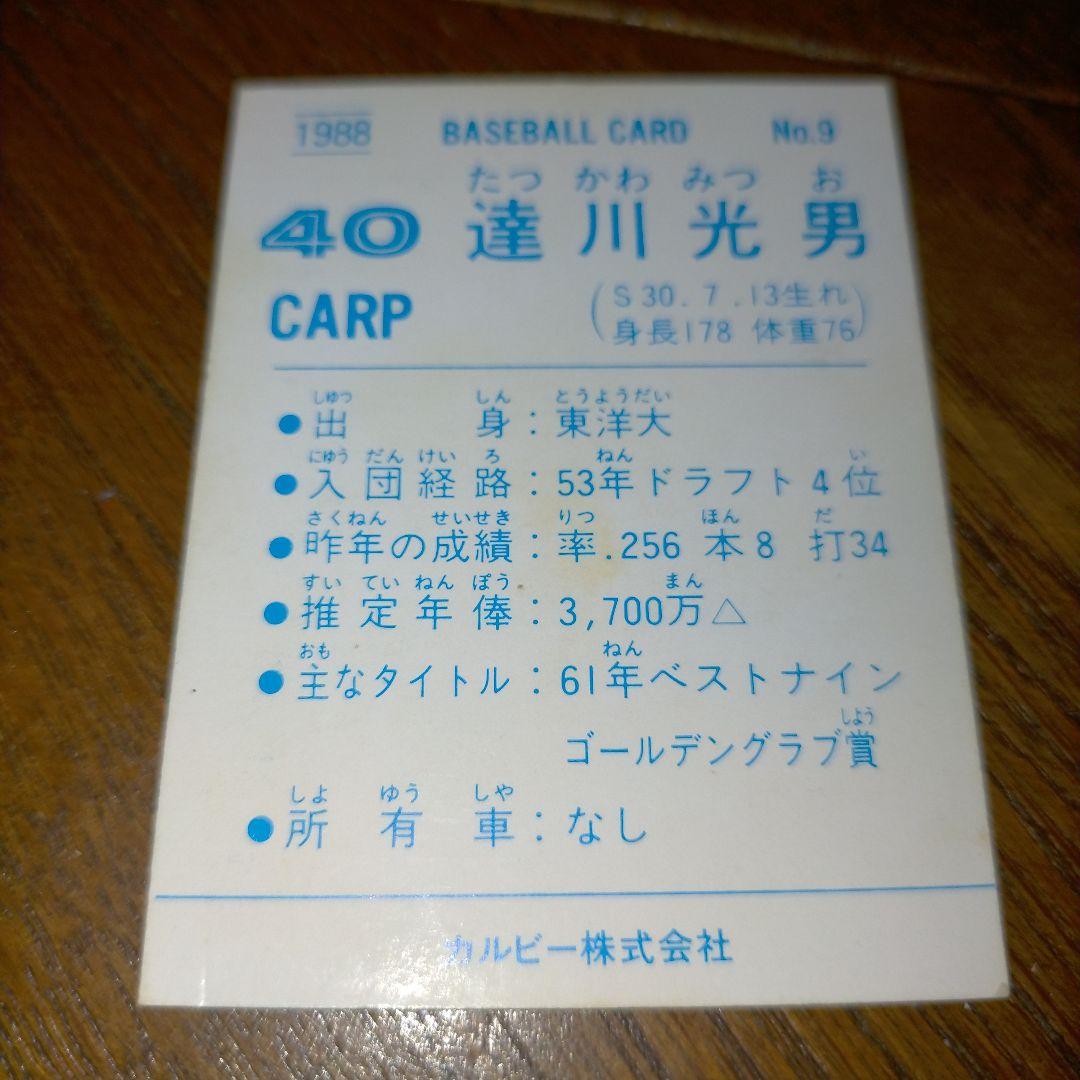 1988 BASEBALL CARD No.9
たつ かわ みつ お
40 達川光男
CARP
(S30.7.13生れ
身長178 体重76)
しゆつ しん とうようだい
●出身:東洋大
にゆう だん けい ろ ねん い
●入団経路:53年ドラフト4位
さくねん せいせき りつ ほん だ
●昨年の成績:率.256 本8 打34
すい てい ねん ぽう まん
●推定年俸:3,700万△
おも ねん
●主なタイトル:61年ベストナイン
しよう
ゴールデングラブ賞
しよ ゆう しや
●所有車:なし
カルビー株式会社